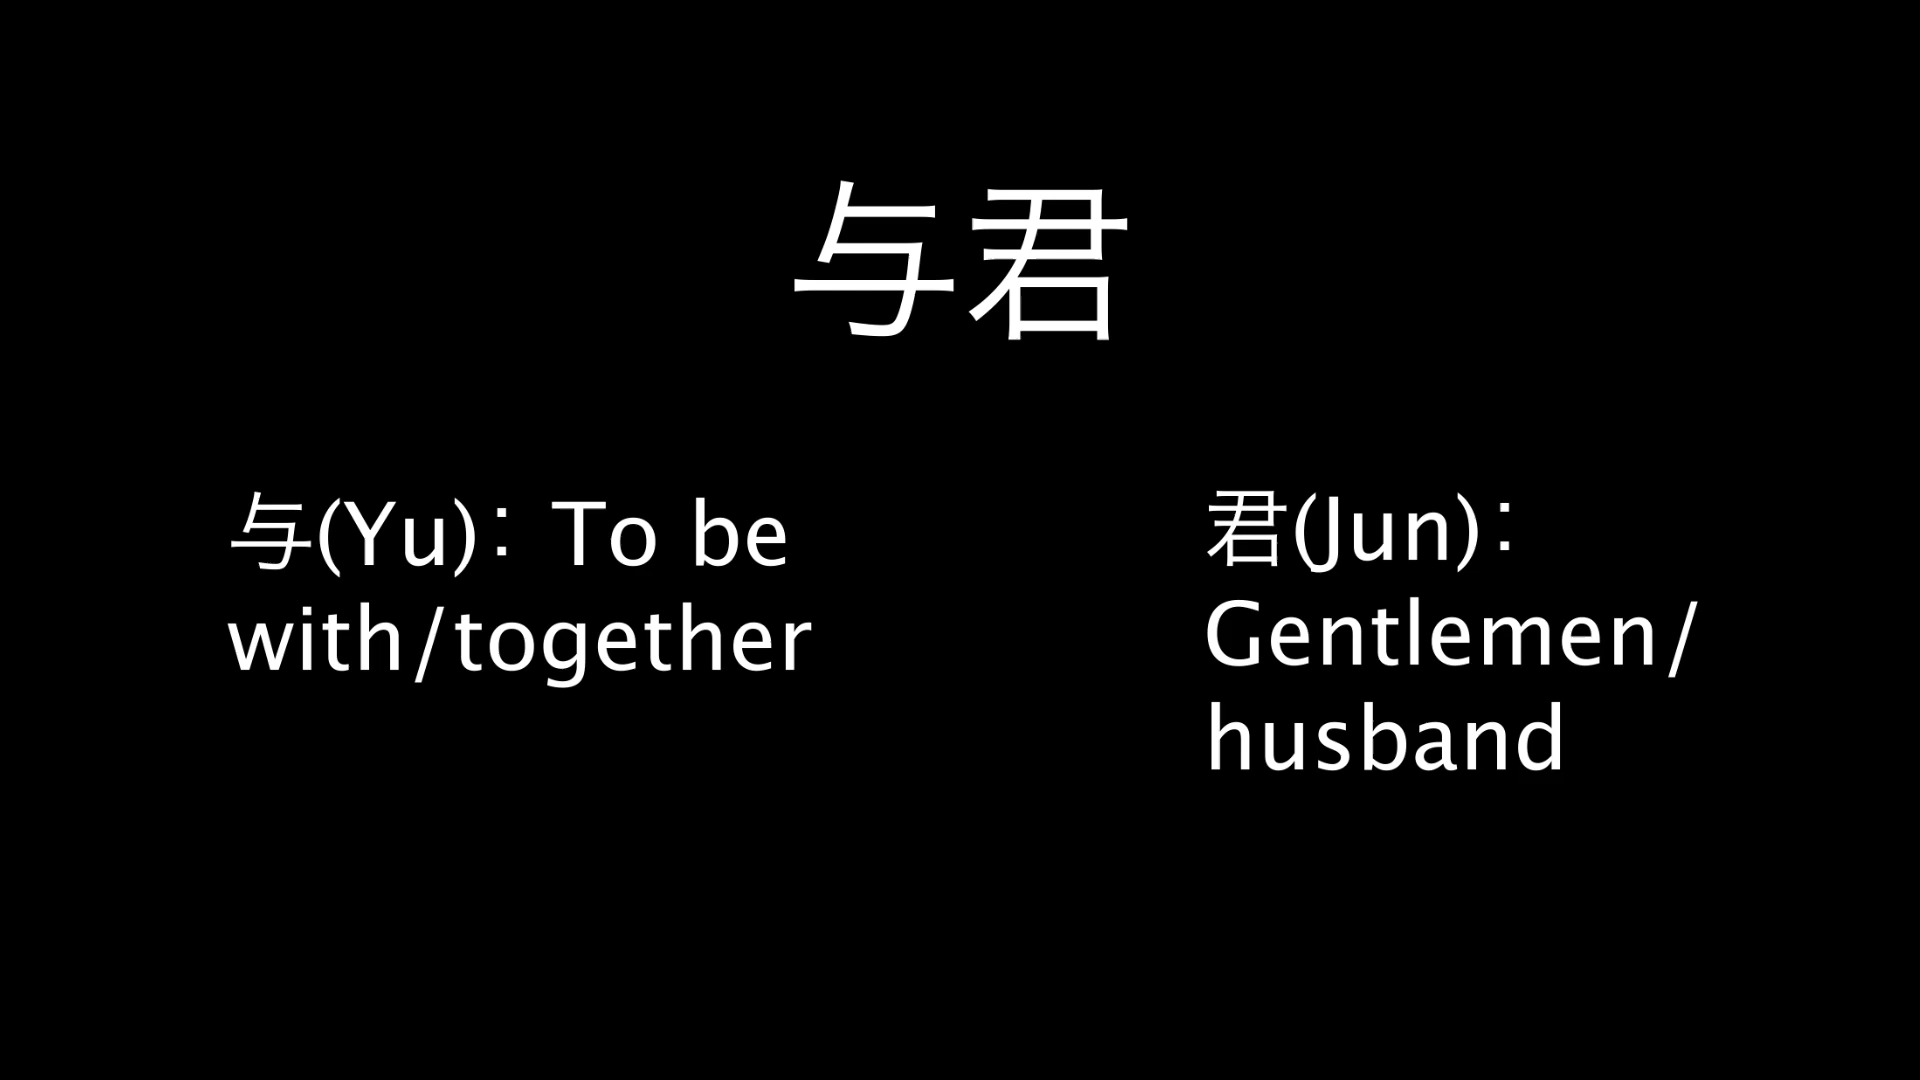 与君
与(Yu)：To be
with/together
君(Jun)：
Gentlemen/
husband